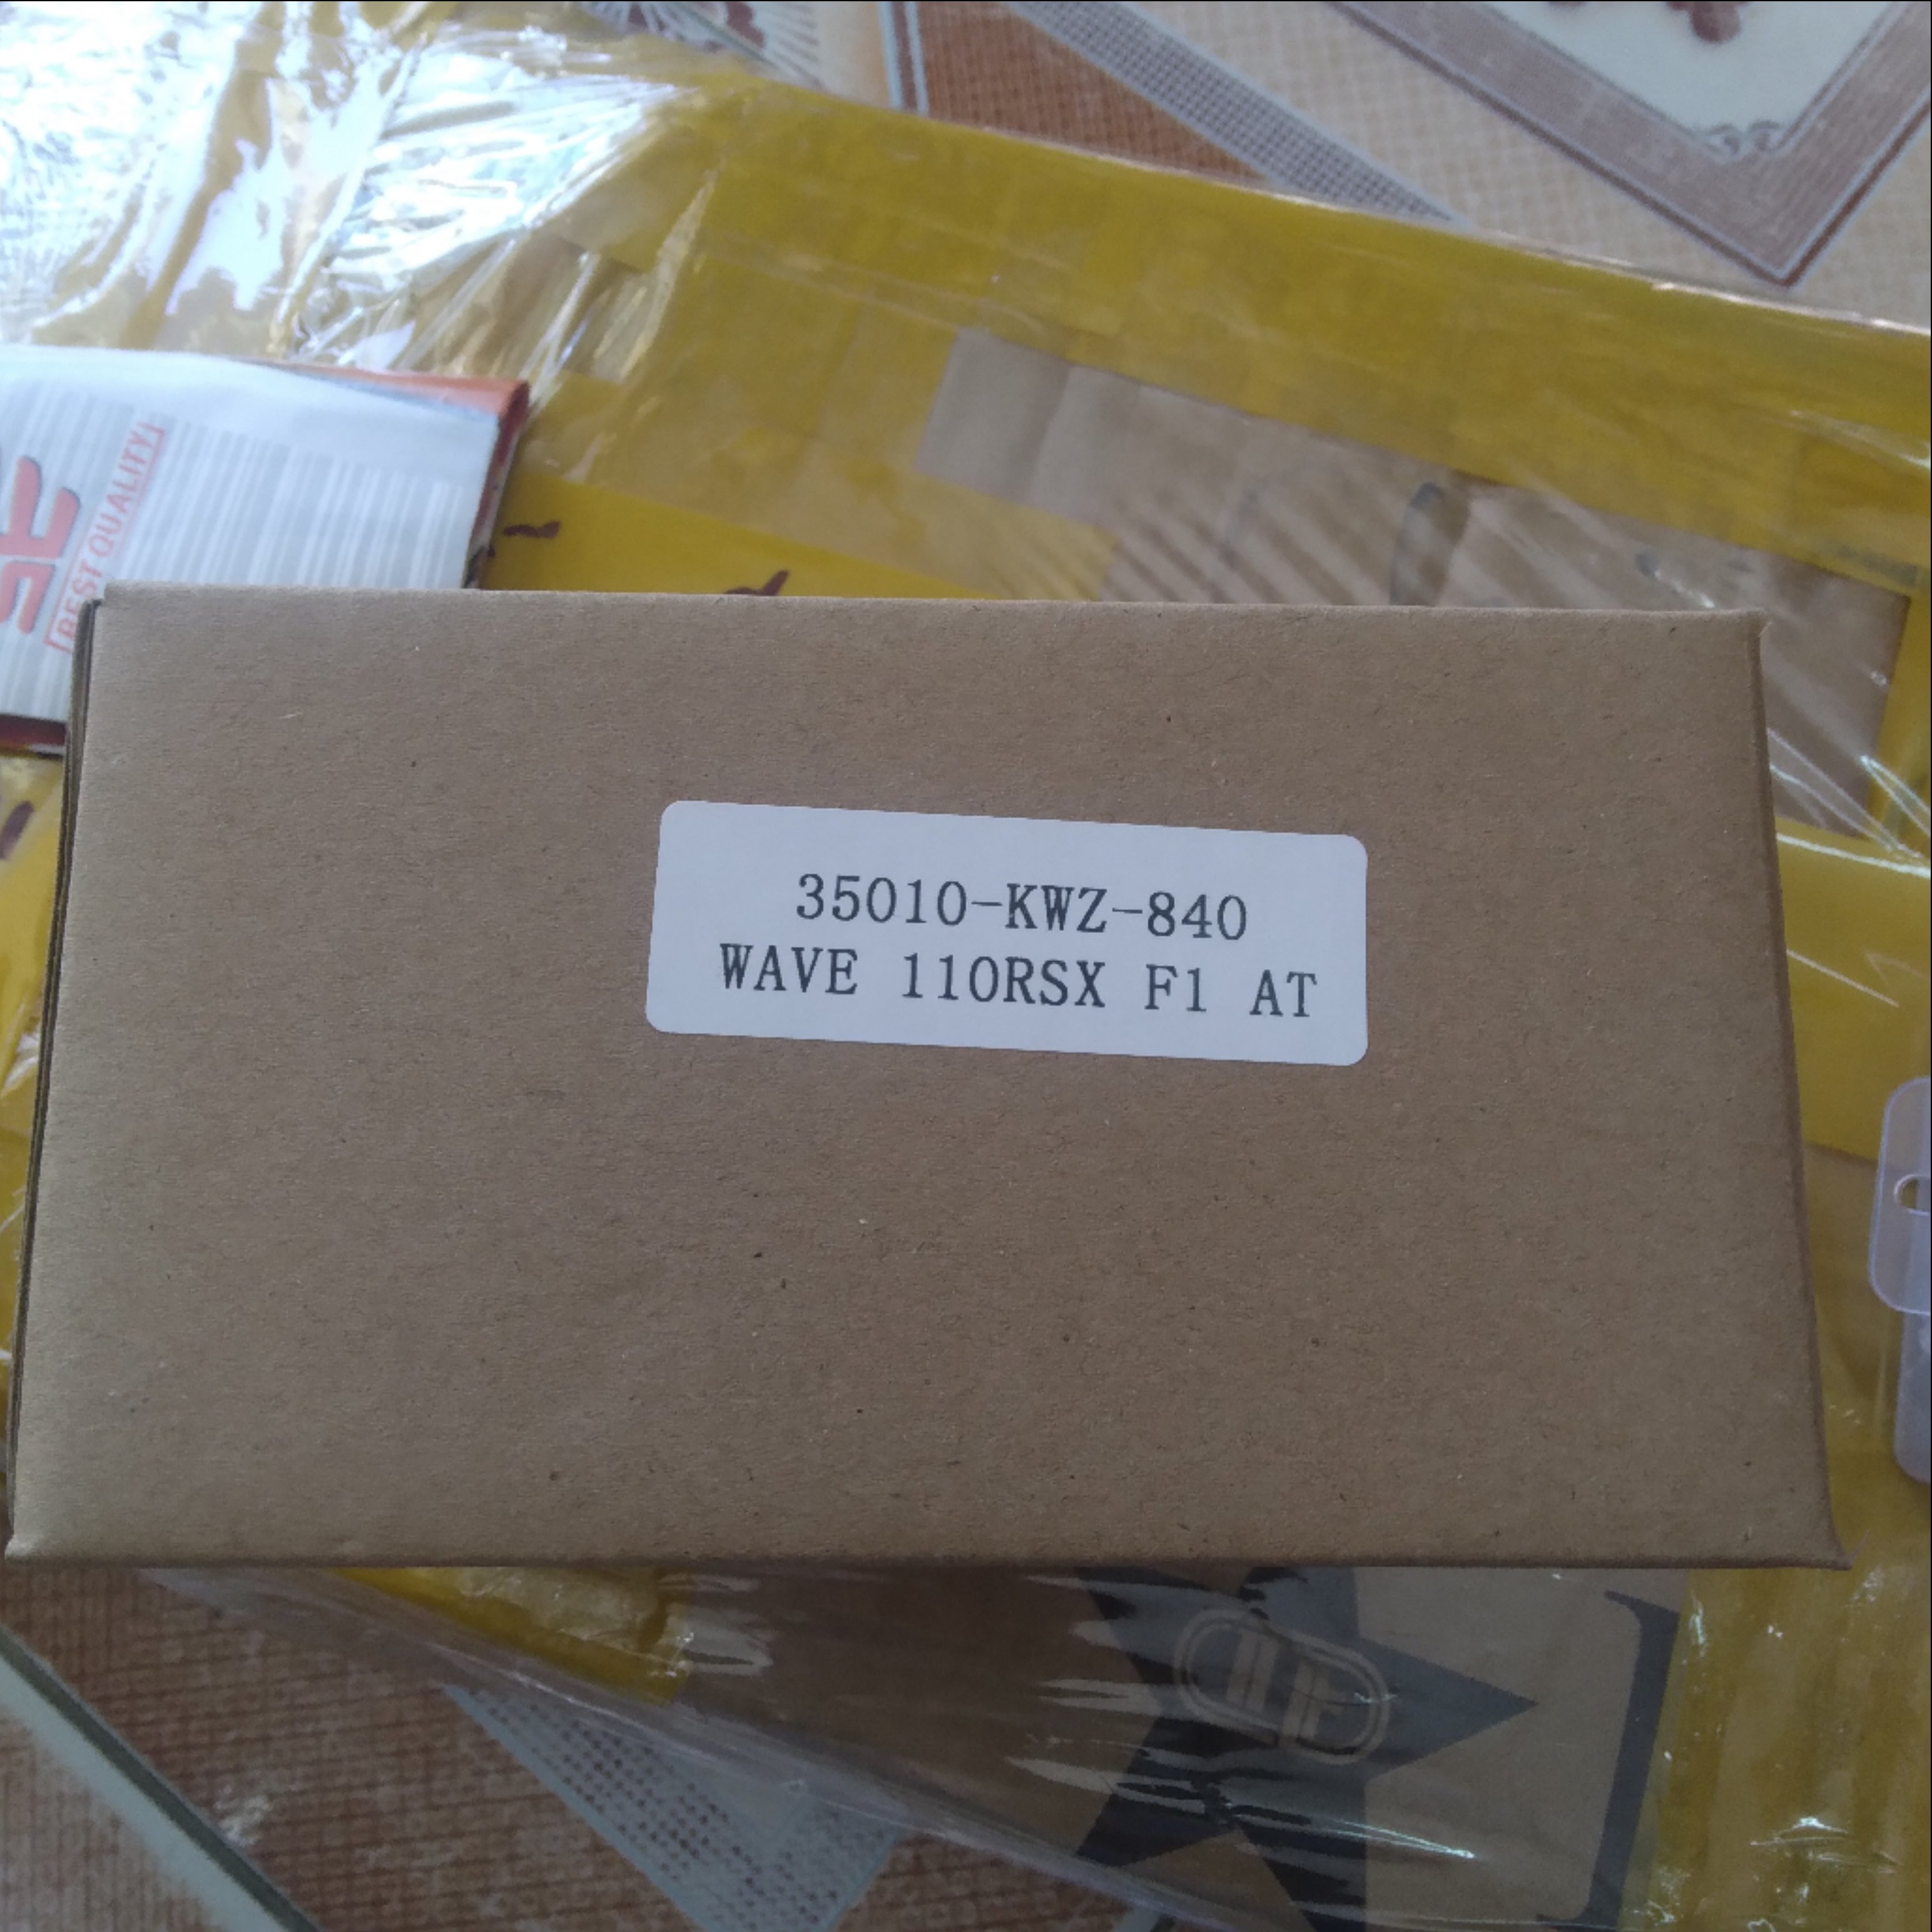 BEST QUALITY
35010-KWZ-840
WAVE 110RSX F1 AT